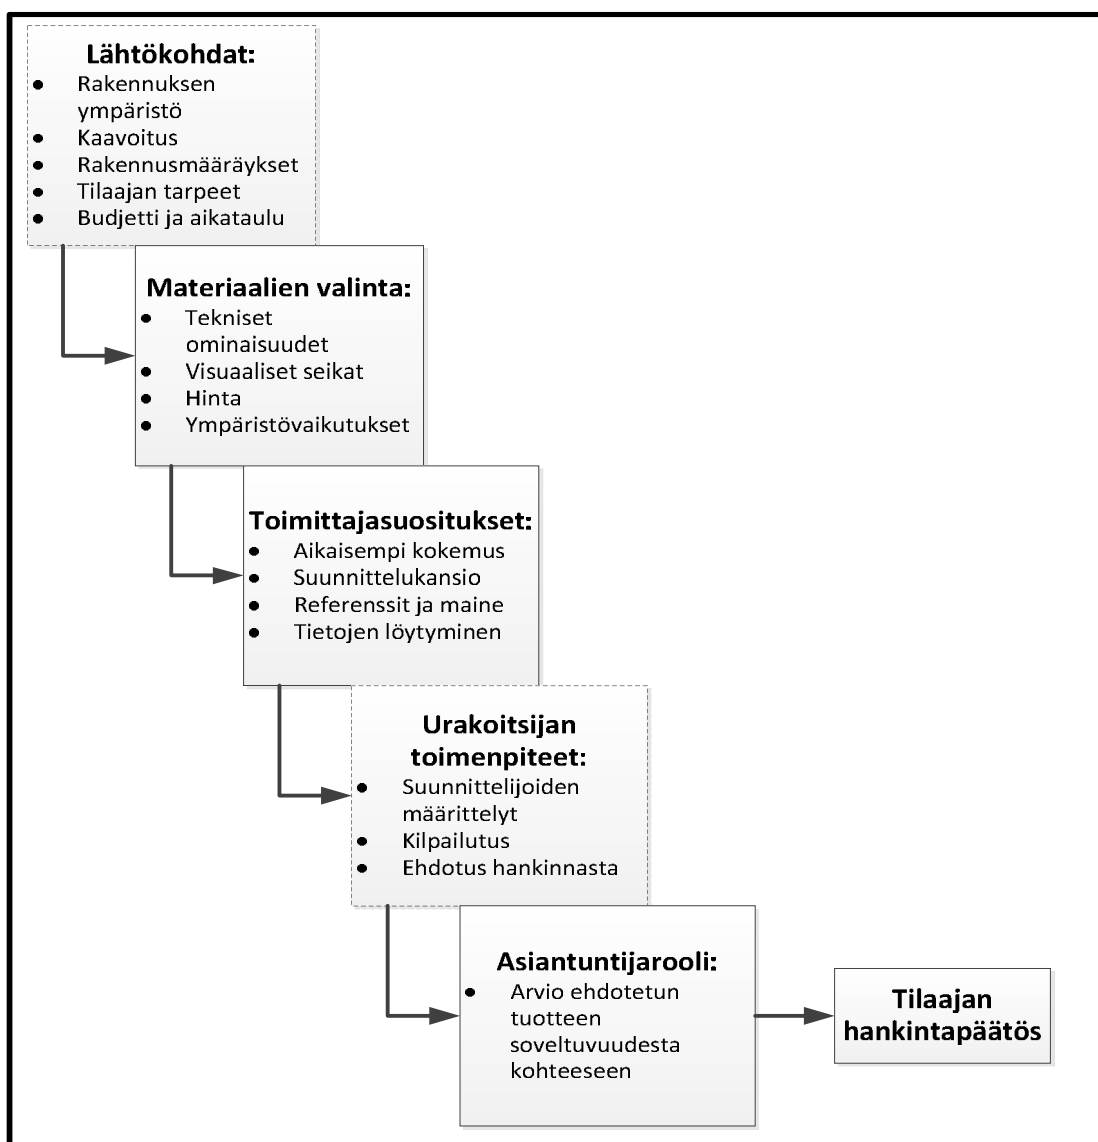 Lähtökohdat:
● Rakennuksen
ympäristö
● Kaavoitus
● Rakennusmääräykset
● Tilaajan tarpeet
● Budjetti ja aikataulu
Materiaalien valinta:
● Tekniset
ominaisuudet
● Visuaaliset seikat
● Hinta
● Ympäristövaikutukset
Toimittajasuositukset:
● Aikaisempi kokemus
● Suunnittelukansio
● Referenssit ja maine
● Tietojen löytyminen
Urakoitsijan
toimenpiteet:
● Suunnittelijoiden
määrittelyt
● Kilpailutus
● Ehdotus hankinnasta
Asiantuntijarooli:
● Arvio ehdotetun
tuotteen
soveltuvuudesta
kohteeseen
Tilaajan
hankintapäätös